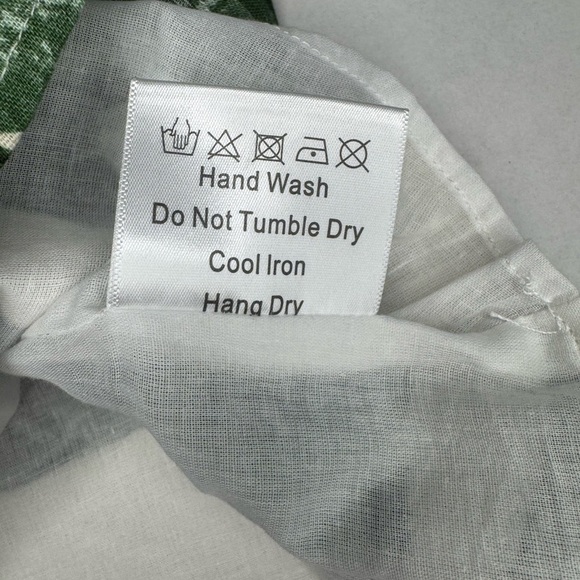 Hand Wash
Do Not Tumble Dry
Cool Iron
Hang Dry